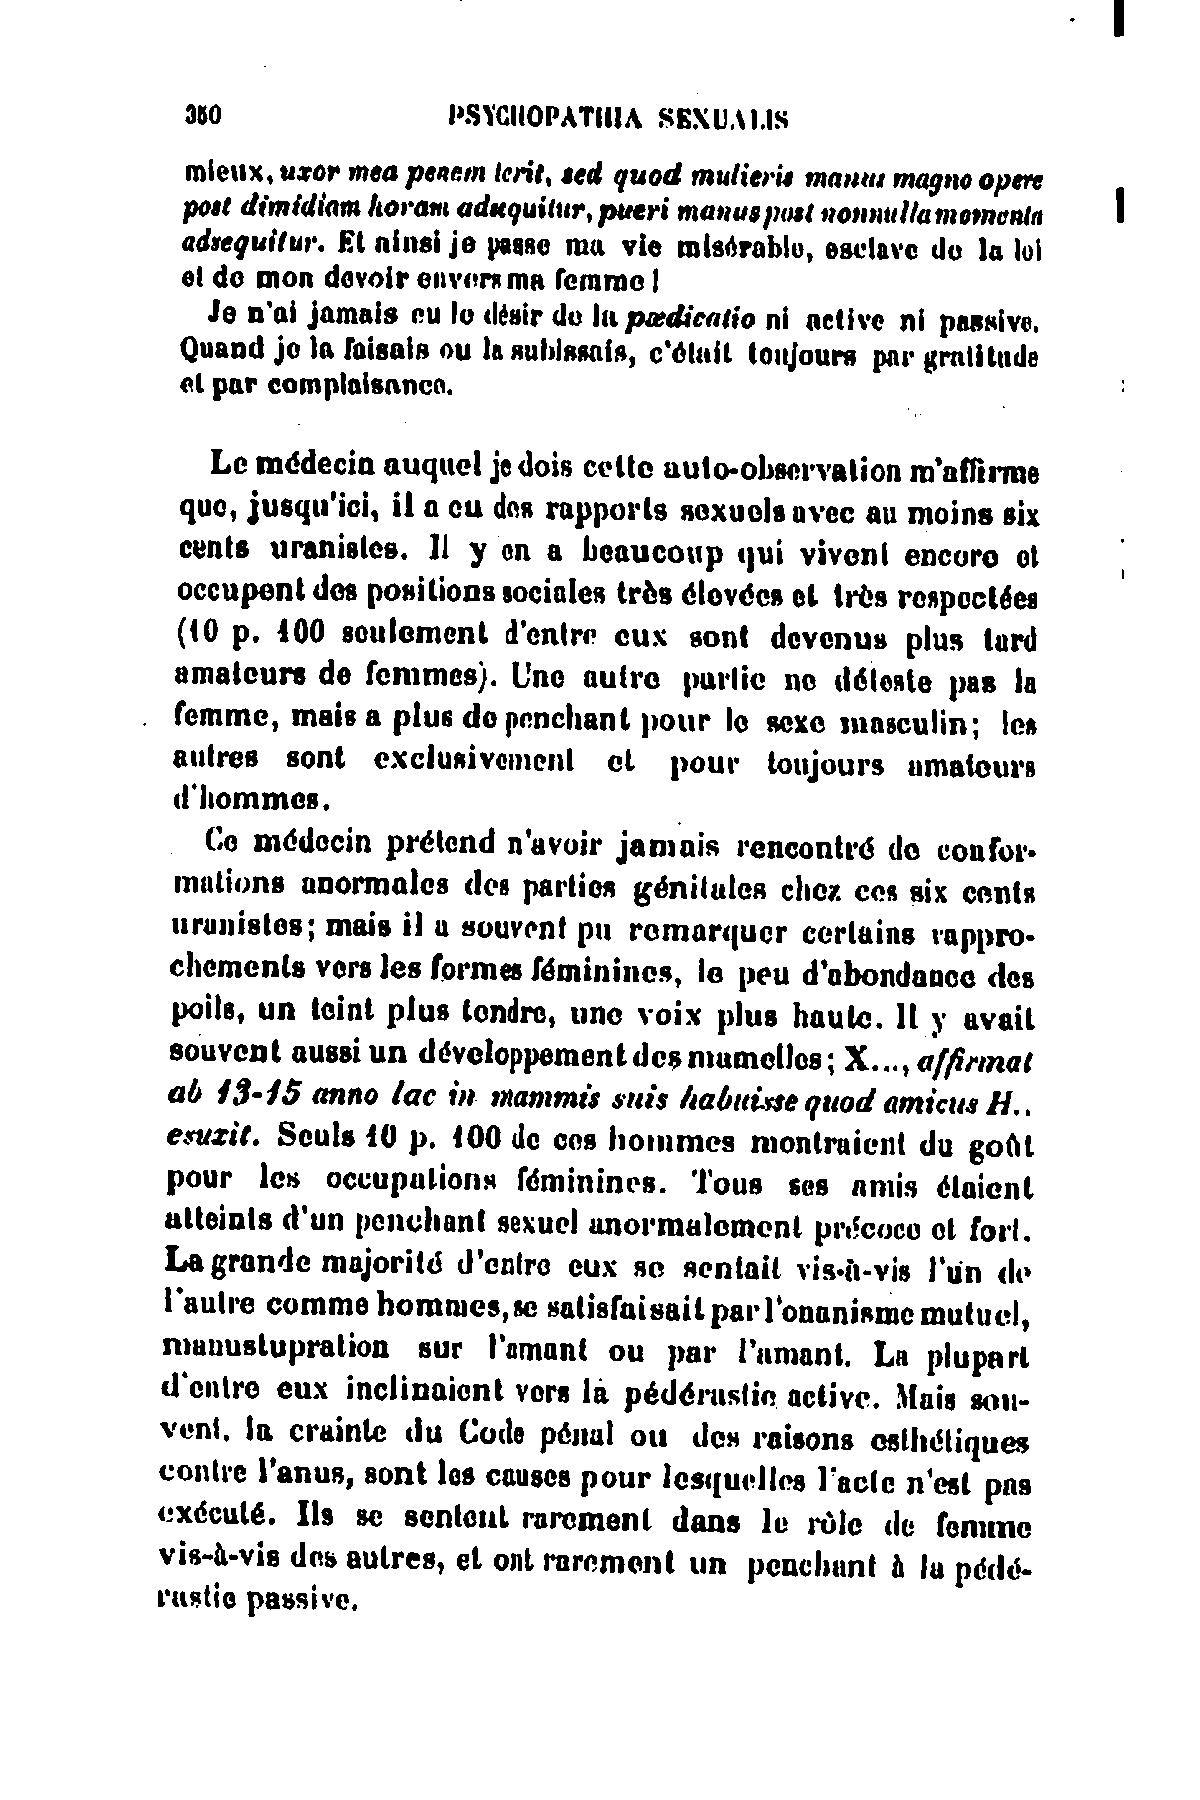 350 PSYCHOPATHIA SEXUALIS
mieux, uxor mea penem terit, sed quod mulieris manus magno opere
post dimidiam horam adsequitur, pueri manus post nonnulla momenta
adsequitur. Et ainsi je passe ma vie misérable, esclave de la loi
et de mon devoir envers ma femme !
Je n'ai jamais eu le désir de la pædicatio ni active ni passive.
Quand je la faisais ou la subissais, c'était toujours par gratitude
et par complaisance.
Le médecin auquel je dois cette auto-observation m'affirme
que, jusqu'ici, il a eu des rapports sexuels avec au moins six
cents uranistes. Il y en a beaucoup qui vivent encore et
occupent des positions sociales très élevées et très respectées
(10 p. 100 seulement d'entre eux sont devenus plus tard
amateurs de femmes). Une autre partie ne déteste pas la
femme, mais a plus de penchant pour le sexe masculin; les
autres sont exclusivement et pour toujours amateurs
d'hommes.
Ce médecin prétend n'avoir jamais rencontré de confor-
mations anormales des parties génitales chez ces six cents
uranistes; mais il a souvent pu remarquer certains rappro-
chements vers les formes féminines, le peu d'abondance des
poils, un teint plus tendre, une voix plus haute. Il y avait
souvent aussi un développement des mamelles; X..., affirmat
ab 13-15 anno lac in mammis suis habuisse quod amicus H..
esuxit. Seuls 10 p. 100 de ces hommes montraient du goût
pour les occupations féminines. Tous ses amis étaient
atteints d'un penchant sexuel anormalement précoce et fort.
La grande majorité d'entre eux se sentait vis-à-vis l'un de
l'autre comme hommes, se satisfaisait par l'onanisme mutuel,
manustupration sur l'amant ou par l'amant. La plupart
d'entre eux inclinaient vers la pédérastie active. Mais sou-
vent, la crainte du Code pénal ou des raisons esthétiques
contre l'anus, sont les causes pour lesquelles l'acte n'est pas
exécuté. Ils se sentent rarement dans le rôle de femme
vis-à-vis des autres, et ont rarement un penchant à la pédé-
rastie passive.